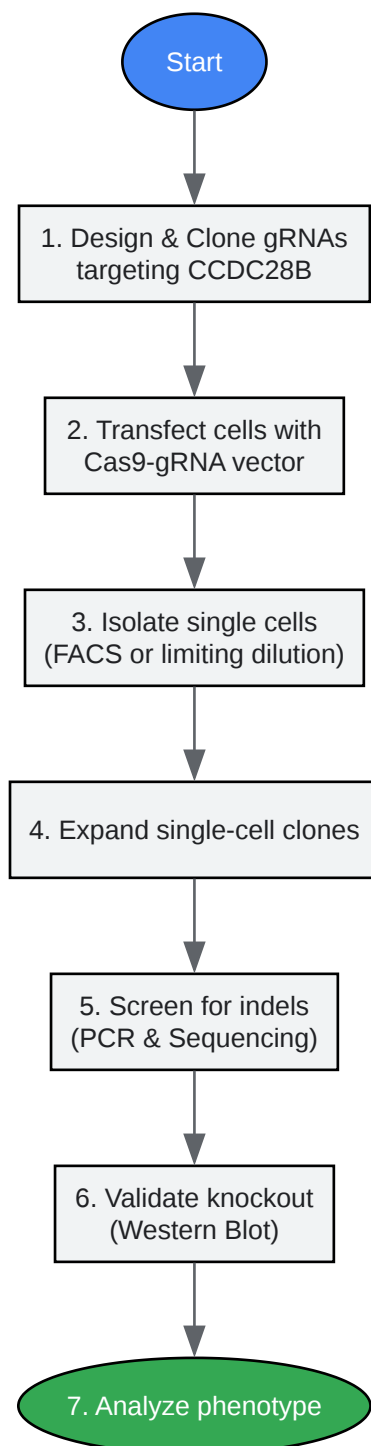 Start
1. Design & Clone gRNAs
targeting CCDC28B
2. Transfect cells with
Cas9-gRNA vector
3. Isolate single cells
(FACS or limiting dilution)
4. Expand single-cell clones
5. Screen for indels
(PCR & Sequencing)
6. Validate knockout
(Western Blot)
7. Analyze phenotype